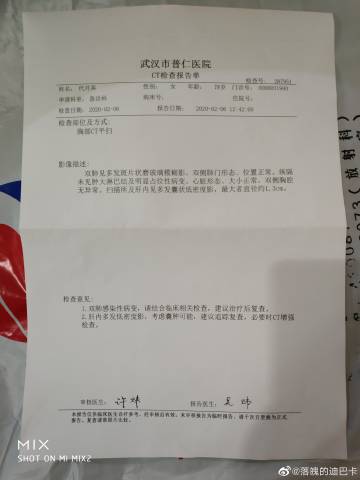 武汉市普仁医院
CT检查报告单
检查号:
姓名: 代月英 性别: 女 年龄: 门诊号:
申请科室: 急诊科 病床号: 住院号:
检查日期: 2020-02-06 报告日期: 2020-02-06 12:42:09
检查部位及方式:
胸部CT平扫
影像描述:
双肺见多发斑片状磨玻璃模糊影。双侧肺门形态、位置正常。纵隔
未见肿大淋巴结及明显占位性病变。心脏形态、大小正常。双侧胸腔
无异常。扫描床及肝内见多发囊状低密度影，最大者直径约1.3cm。
检查意见:
1.双肺感染性病变，请结合临床相关检查，建议治疗后复查。
2.肝内多发低密度影，考虑囊肿可能，建议追踪复查，必要时CT增强
检查。
审核医生: 报告医生:
本报告仅供临床医生诊疗参考，经审核后有效。
MIX
SHOT ON MI MIX2
@落魄的迪巴卡